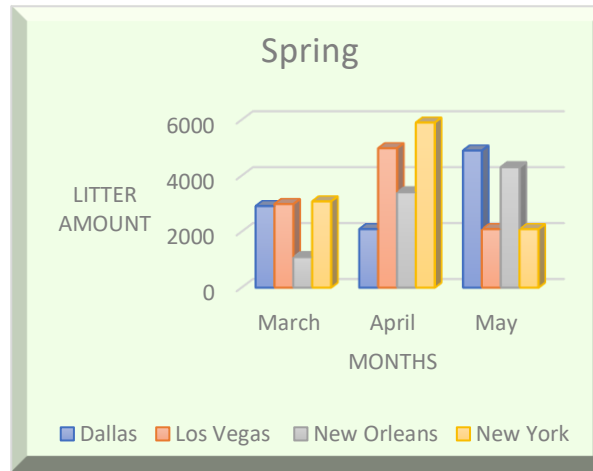 Spring
6000
4000
2000
0
LITTER
AMOUNT
March April May
MONTHS
Dallas Los Vegas New Orleans New York